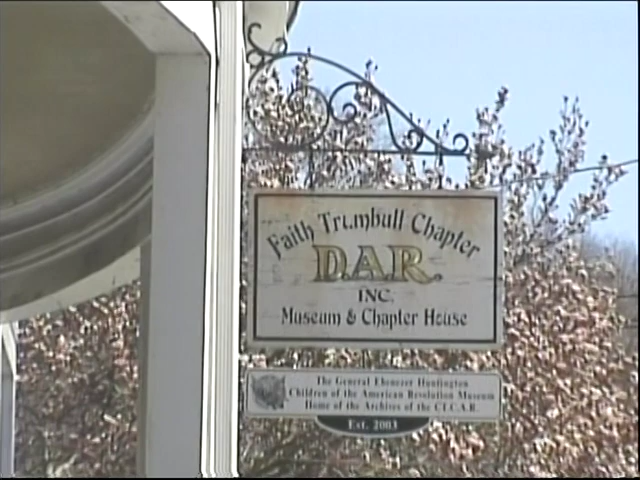 Faith Trumbull Chapter
D.A.R.
INC.
Museum & Chapter House
The General Ebenezer Huntington
Children of the American Revolution Museum
Home of the Archives of the CT.C.A.R.
Est. 2003